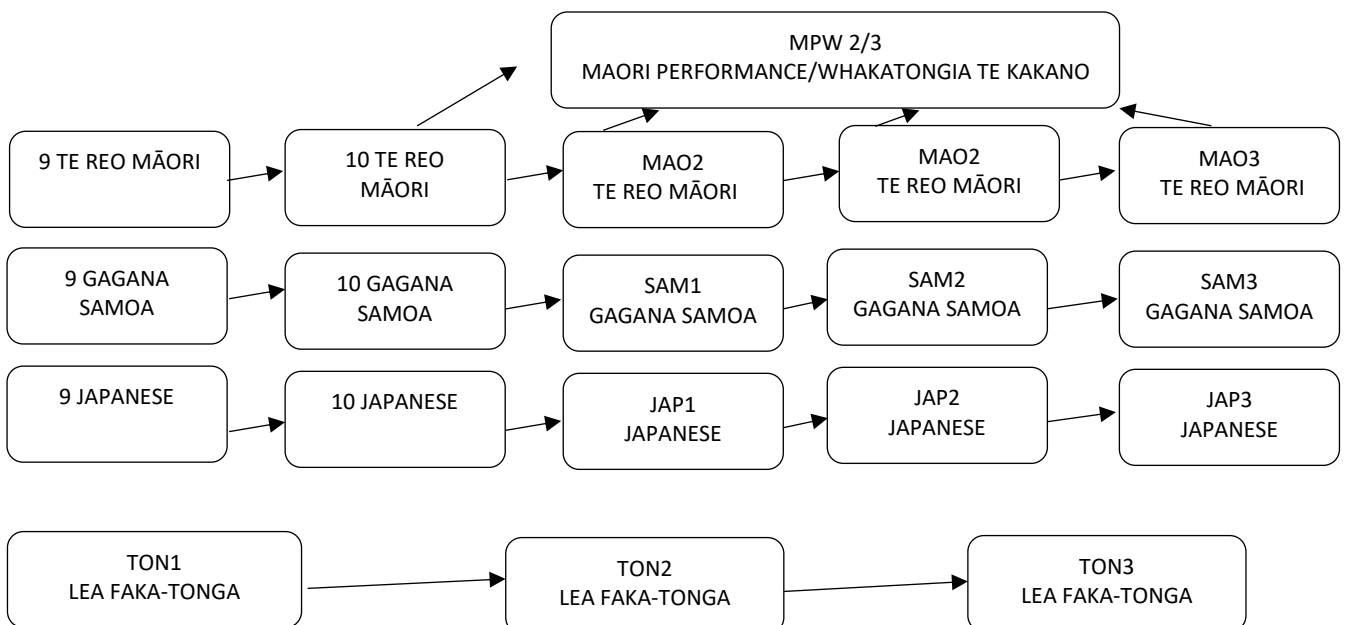 MPW 2/3
MAORI PERFORMANCE/WHAKATONGIA TE KAKANO
9 TE REO MĀORI
10 TE REO
MĀORI
MAO2
TE REO MĀORI
MAO2
TE REO MĀORI
MAO3
TE REO MĀORI
9 GAGANA
SAMOA
10 GAGANA
SAMOA
SAM1
GAGANA SAMOA
SAM2
GAGANA SAMOA
SAM3
GAGANA SAMOA
9 JAPANESE
10 JAPANESE
JAP1
JAPANESE
JAP2
JAPANESE
JAP3
JAPANESE
TON1
LEA FAKA-TONGA
TON2
LEA FAKA-TONGA
TON3
LEA FAKA-TONGA